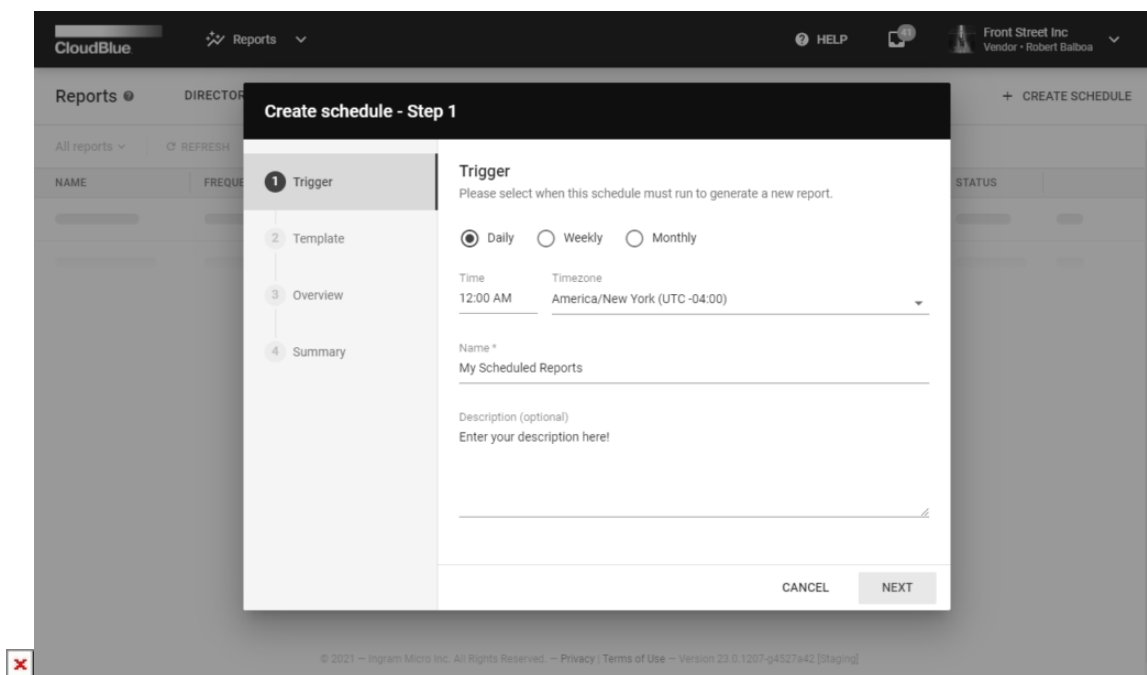 CloudBlue
Reports
HELP
41
Front Street Inc
Vendor • Robert Balboa
Reports
DIRECTOR
+ CREATE SCHEDULE
All reports
REFRESH
NAME
FREQUE
STATUS
Create schedule - Step 1
1 Trigger
2 Template
3 Overview
4 Summary
Trigger
Please select when this schedule must run to generate a new report.
Daily Weekly Monthly
Time Timezone
12:00 AM America/New York (UTC -04:00)
Name *
My Scheduled Reports
Description (optional)
Enter your description here!
CANCEL NEXT
© 2021 — Ingram Micro Inc. All Rights Reserved. — Privacy | Terms of Use — Version 23.0.1207-g4527a42 [Staging]